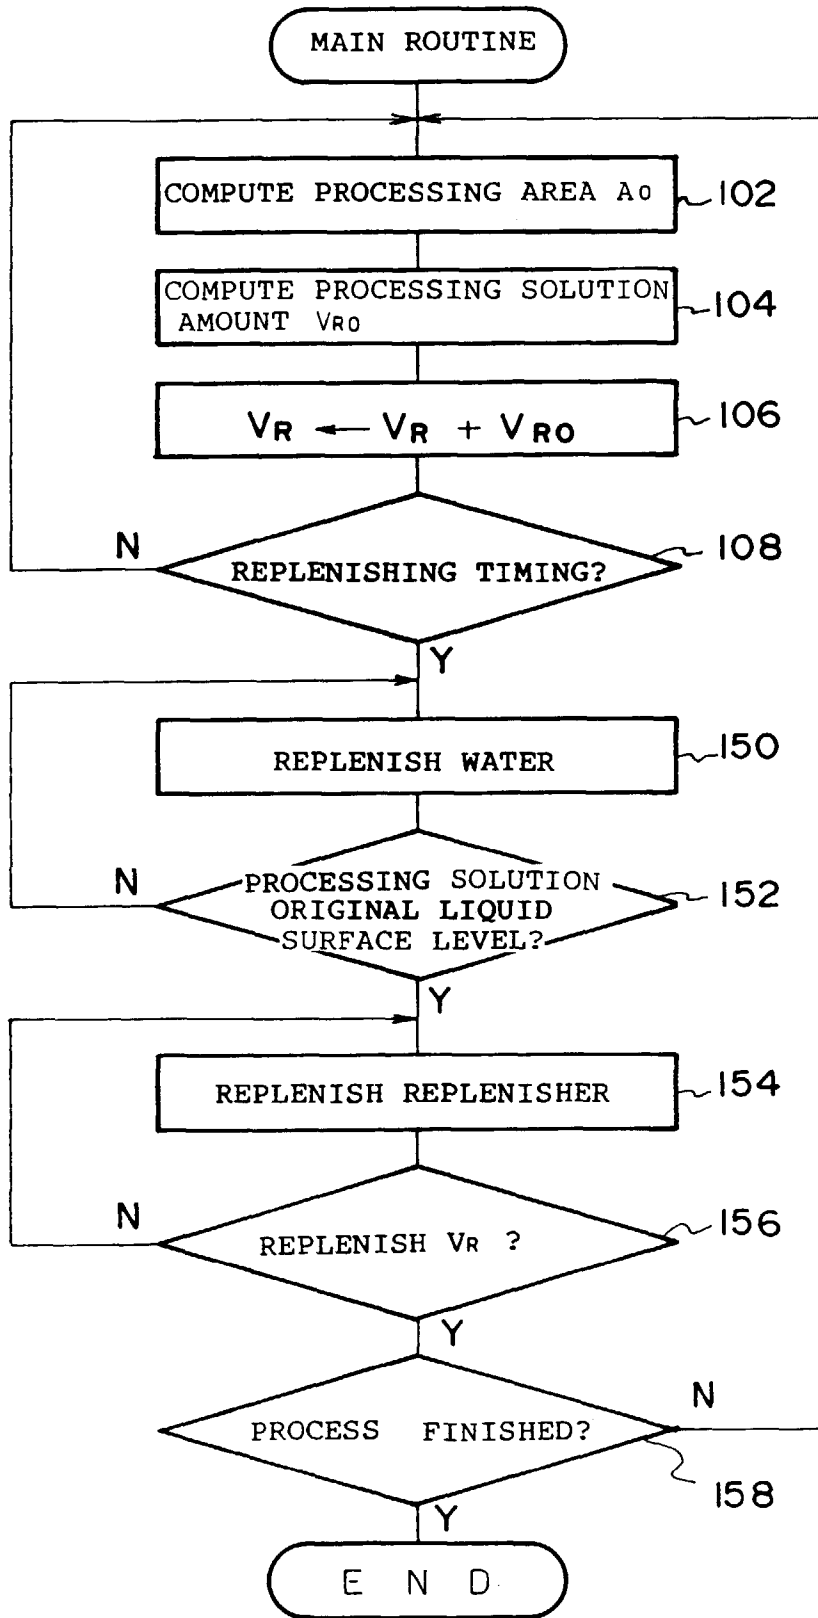 MAIN ROUTINE
COMPUTE PROCESSING AREA A0
102
COMPUTE PROCESSING SOLUTION
AMOUNT VR0
104
VR ← VR + VRO
106
REPLENISHING TIMING?
108
N
Y
REPLENISH WATER
150
PROCESSING SOLUTION
ORIGINAL LIQUID
SURFACE LEVEL?
152
N
Y
REPLENISH REPLENISHER
154
REPLENISH VR ?
156
N
Y
PROCESS FINISHED?
158
N
Y
END